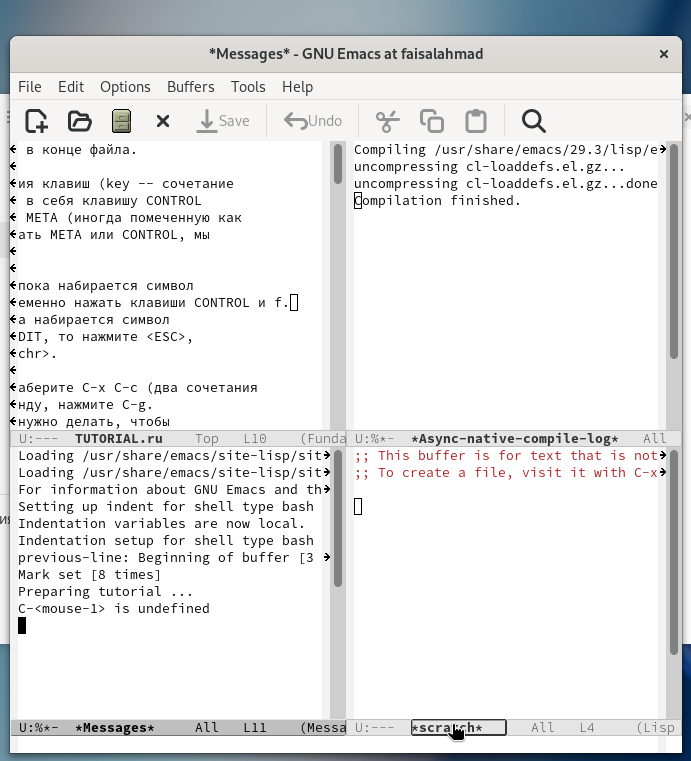 *Messages* - GNU Emacs at faisalahmad
File Edit Options Buffers Tools Help
Save Undo
в конце файла.
ия клавиш (key -- сочетание
в себя клавишу CONTROL
META (иногда помеченную как
ать META или CONTROL, мы
пока набирается символ
еменно нажать клавиши CONTROL и f.
а набирается символ
DIT, то нажмите <ESC>,
chr>.
аберите C-x C-c (два сочетания
нду, нажмите C-g.
нужно делать, чтобы
U:--- TUTORIAL.ru Top L10 (Funda
Compiling /usr/share/emacs/29.3/lisp/e
uncompressing cl-loaddefs.el.gz...
uncompressing cl-loaddefs.el.gz...done
Compilation finished.
U:%*- *Async-native-compile-log* All
Loading /usr/share/emacs/site-lisp/sit
Loading /usr/share/emacs/site-lisp/sit
For information about GNU Emacs and th
Setting up indent for shell type bash
Indentation variables are now local.
Indentation setup for shell type bash
previous-line: Beginning of buffer [3
Mark set [8 times]
Preparing tutorial ...
C-<mouse-1> is undefined
U:%*- *Messages* All L11 (Messa
;; This buffer is for text that is not
;; To create a file, visit it with C-x
U:--- *scratch* All L4 (Lisp